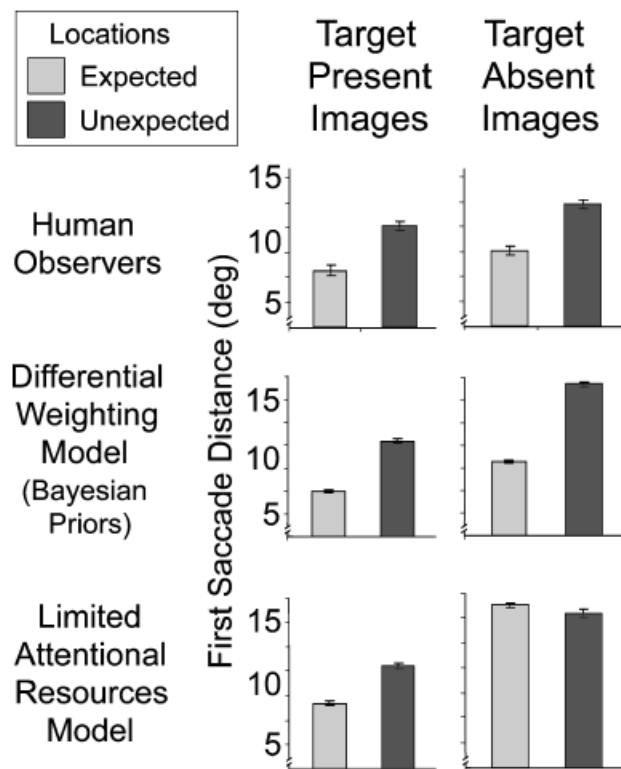 Locations
Expected
Unexpected
Target
Present
Images
Target
Absent
Images
Human
Observers
Differential
Weighting
Model
(Bayesian
Priors)
Limited
Attentional
Resources
Model
First Saccade Distance (deg)
15
10
5
15
10
5
15
10
5